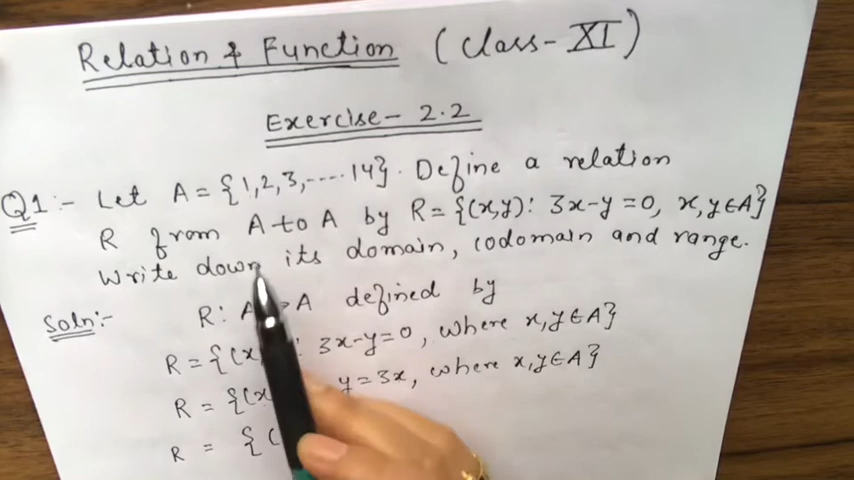 Relation & Function (Class-XI)
Exercise- 2.2
Q1:- Let A = {1,2,3,....14}. Define a relation
R from A to A by R = {(x,y): 3x-y=0, x,y∈A}
Write down its domain, codomain and range.
Soln:- R: A → A defined by
R = {(x : 3x-y=0, where x,y∈A}
R = {(x y=3x, where x,y∈A}
R = {(